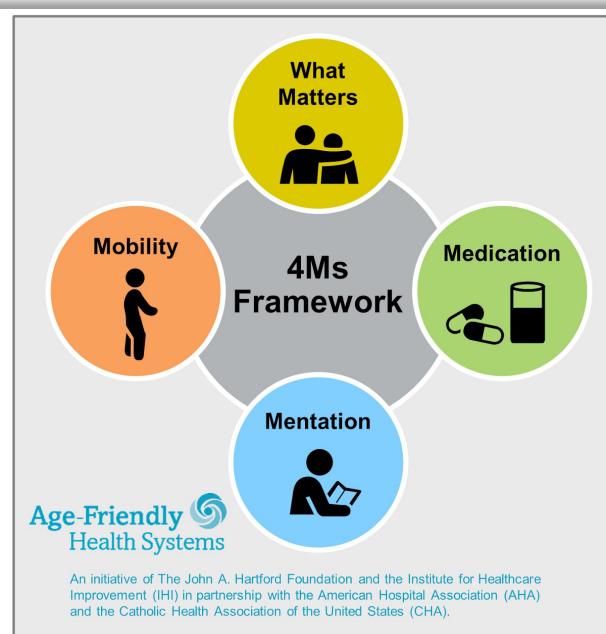 What
Matters
Mobility
4Ms
Framework
Medication
Mentation
Age-Friendly
Health Systems
An initiative of The John A. Hartford Foundation and the Institute for Healthcare
Improvement (IHI) in partnership with the American Hospital Association (AHA)
and the Catholic Health Association of the United States (CHA).